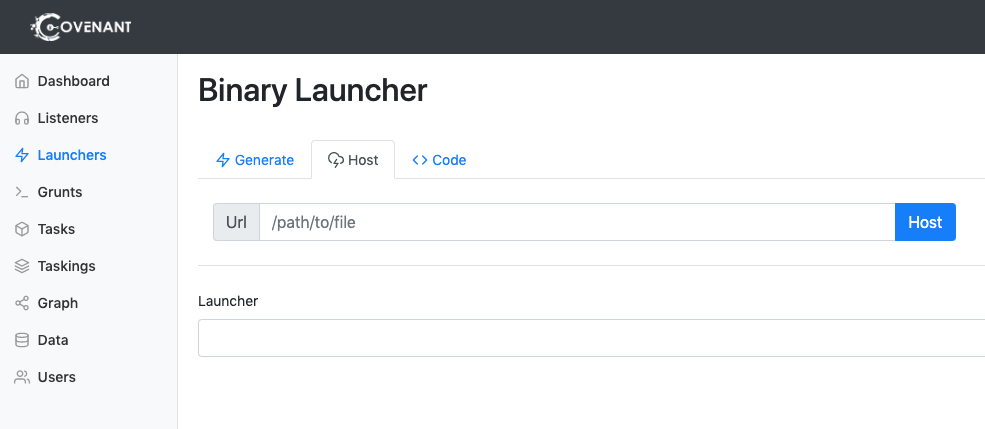 COVENANT
Dashboard
Listeners
Launchers
Grunts
Tasks
Taskings
Graph
Data
Users
Binary Launcher
Generate Host Code
Url /path/to/file Host
Launcher